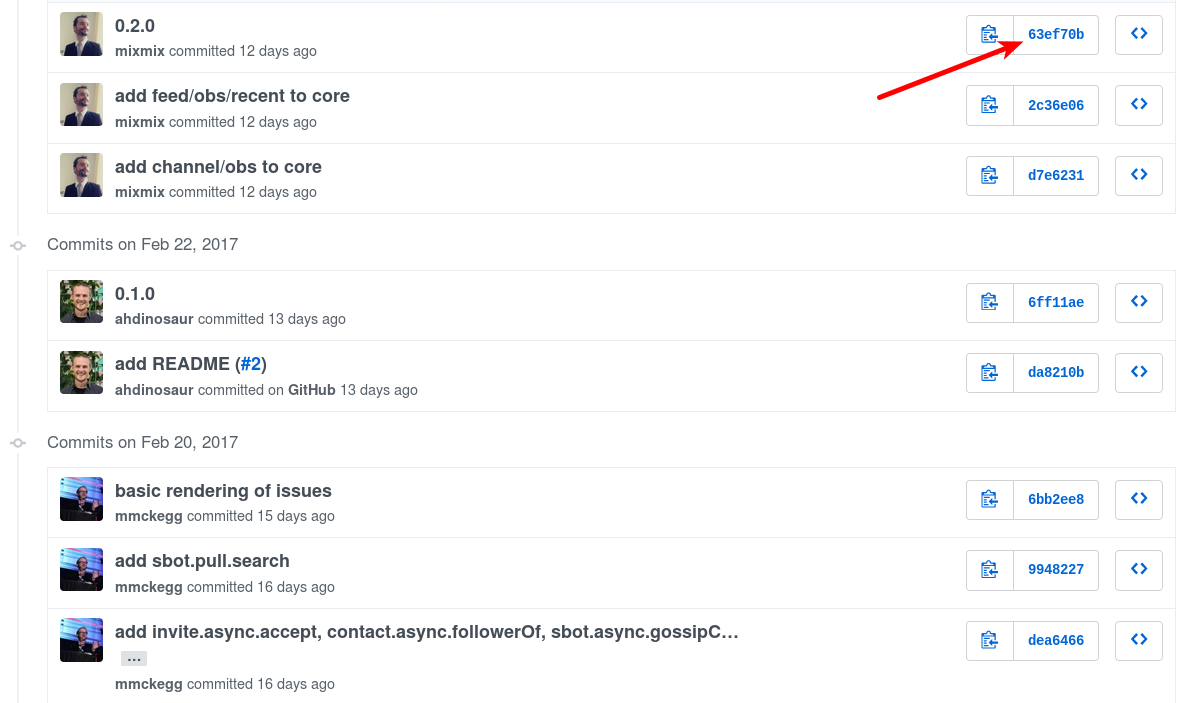 0.2.0
63ef70b
mixmix committed 12 days ago
add feed/obs/recent to core
2c36e06
mixmix committed 12 days ago
add channel/obs to core
d7e6231
mixmix committed 12 days ago
Commits on Feb 22, 2017
0.1.0
6ff11ae
ahdinosaur committed 13 days ago
add README (#2)
da8210b
ahdinosaur committed on GitHub 13 days ago
Commits on Feb 20, 2017
basic rendering of issues
6bb2ee8
mmckegg committed 15 days ago
add sbot.pull.search
9948227
mmckegg committed 16 days ago
add invite.async.accept, contact.async.followerOf, sbot.async.gossipC…
dea6466
…
mmckegg committed 16 days ago